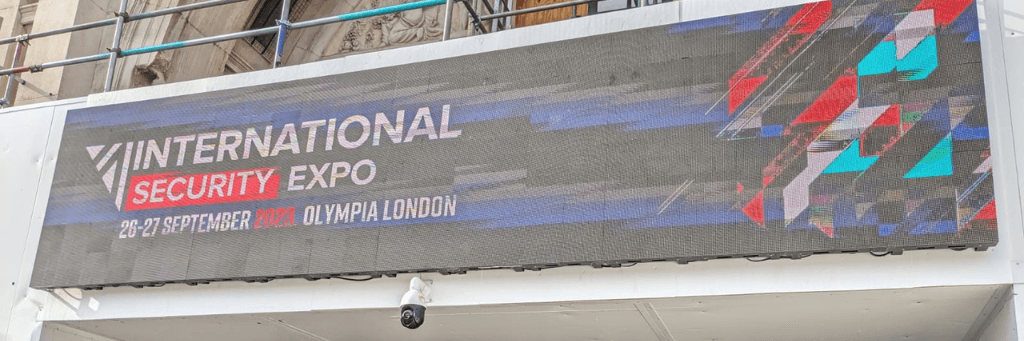 INTERNATIONAL
SECURITY EXPO
26-27 SEPTEMBER 2023 OLYMPIA LONDON